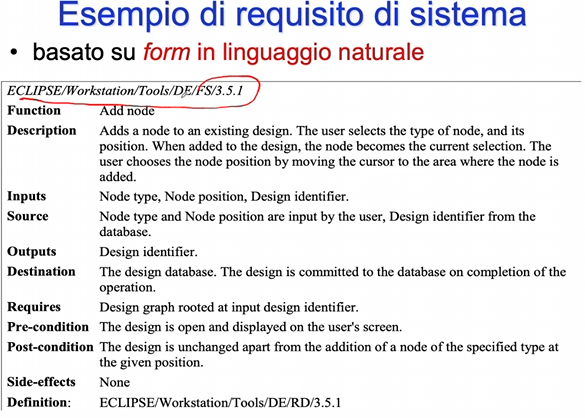 Esempio di requisito di sistema
• basato su form in linguaggio naturale
ECLIPSE/Workstation/Tools/DE/FS/3.5.1
Function Add node
Description Adds a node to an existing design. The user selects the type of node, and its
position. When added to the design, the node becomes the current selection. The
user chooses the node position by moving the cursor to the area where the node is
added.
Inputs Node type, Node position, Design identifier.
Source Node type and Node position are input by the user, Design identifier from the
database.
Outputs Design identifier.
Destination The design database. The design is committed to the database on completion of the
operation.
Requires Design graph rooted at input design identifier.
Pre-condition The design is open and displayed on the user's screen.
Post-condition The design is unchanged apart from the addition of a node of the specified type at
the given position.
Side-effects None
Definition: ECLIPSE/Workstation/Tools/DE/RD/3.5.1